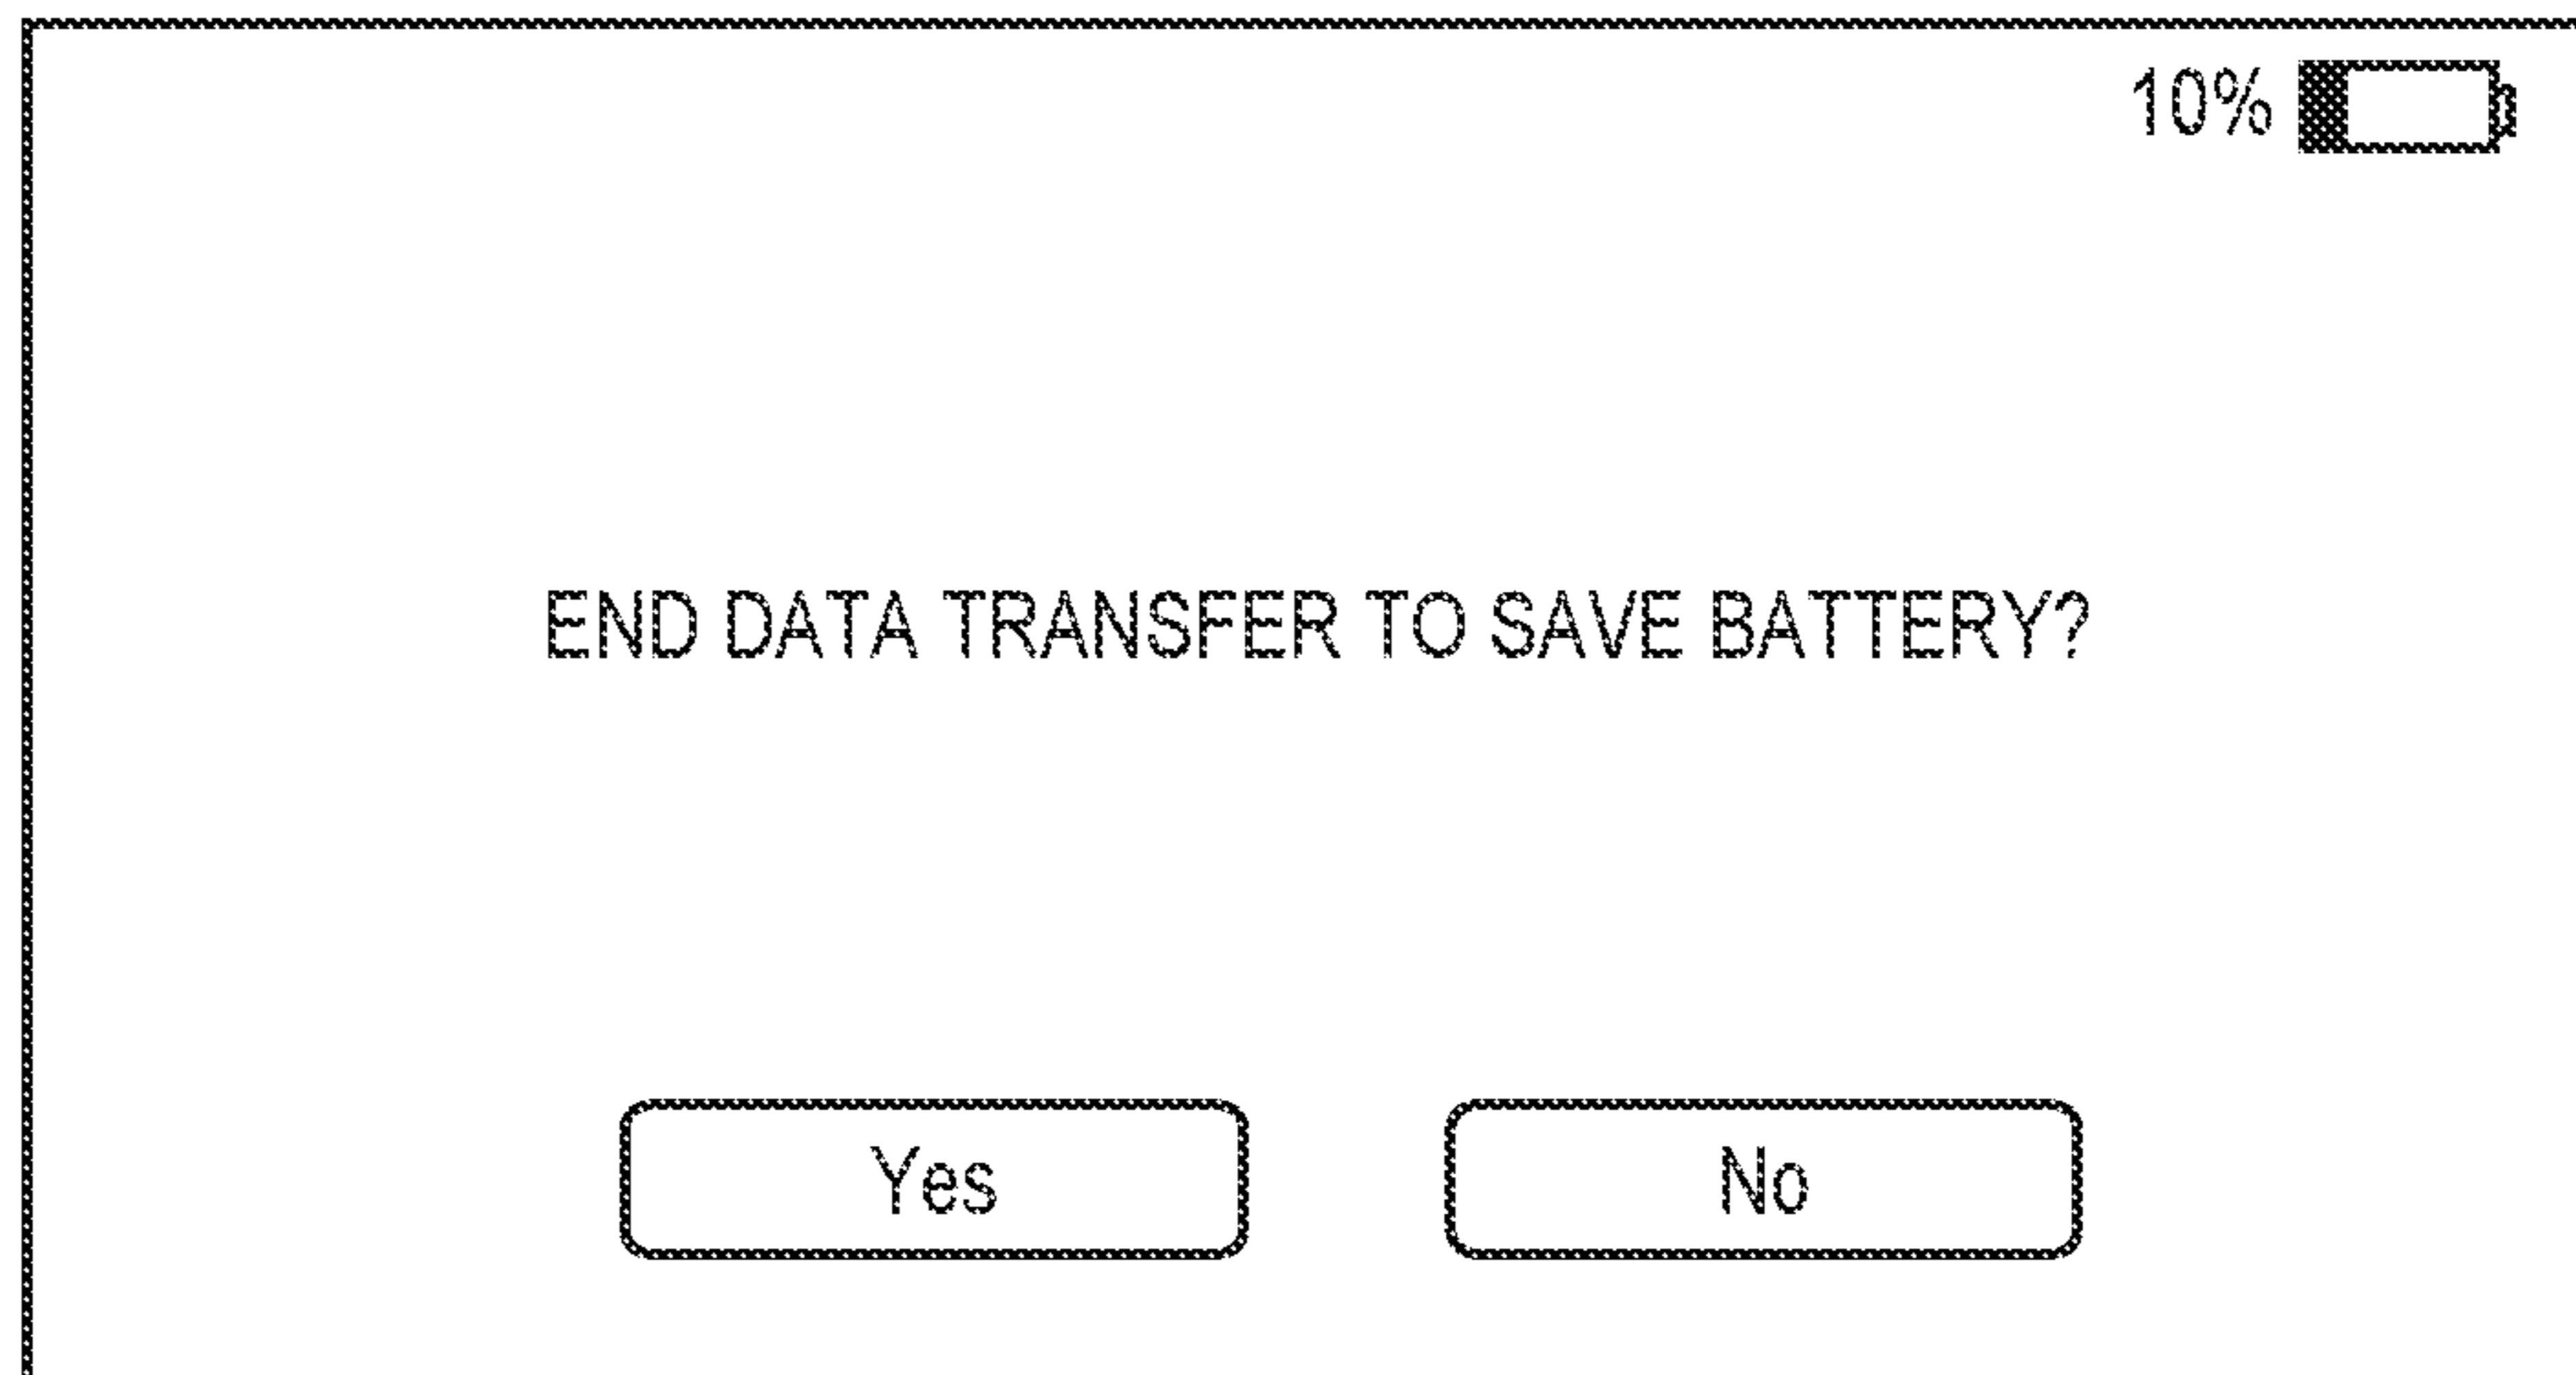 10%
END DATA TRANSFER TO SAVE BATTERY?
Yes No